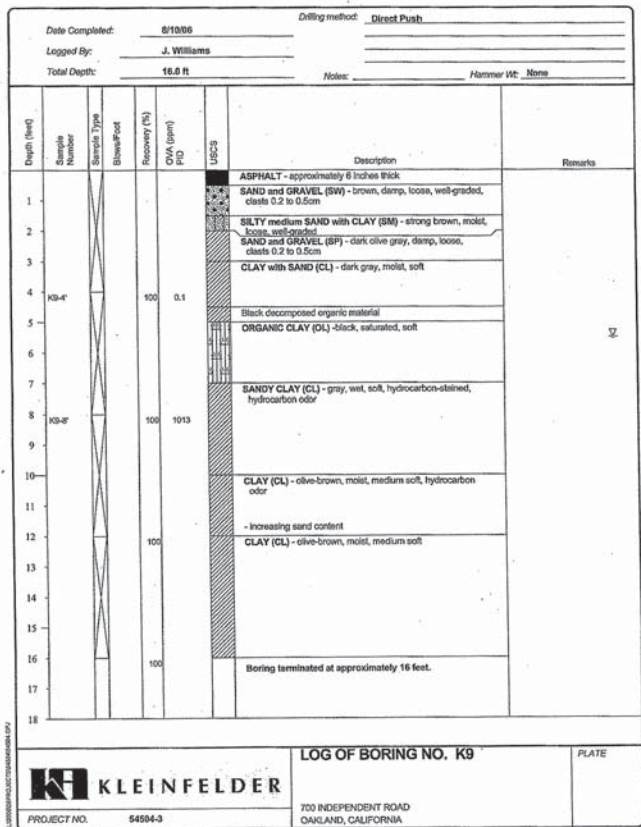 Drilling method: Direct Push
Date Completed: 8/10/06
Logged By: J. Williams
Total Depth: 16.0 ft
Notes:
Hammer Wt: None
Depth (feet)
Sample Number
Sample Type
Blows/Foot
Recovery (%)
OVA (ppm) PID
USCS
Description
Remarks
ASPHALT - approximately 6 inches thick
1
SAND and GRAVEL (SW) - brown, damp, loose, well-graded,
clasts 0.2 to 0.5cm
2
SILTY medium SAND with CLAY (SM) - strong brown, moist,
loose, well-graded
SAND and GRAVEL (SP) - dark olive gray, damp, loose,
clasts 0.2 to 0.5cm
3
CLAY with SAND (CL) - dark gray, moist, soft
4
K9-4' 100 0.1
Black decomposed organic material
5
ORGANIC CLAY (OL) -black, saturated, soft
6
7
SANDY CLAY (CL) - gray, wet, soft, hydrocarbon-stained,
hydrocarbon odor
8
K9-8' 100 1013
9
10
CLAY (CL) - olive-brown, moist, medium soft, hydrocarbon
odor
11
- increasing sand content
12
100
CLAY (CL) - olive-brown, moist, medium soft
13
14
15
16
100
Boring terminated at approximately 16 feet.
17
18
KLEINFELDER
PROJECT NO. 54504-3
LOG OF BORING NO. K9
700 INDEPENDENT ROAD
OAKLAND, CALIFORNIA
PLATE